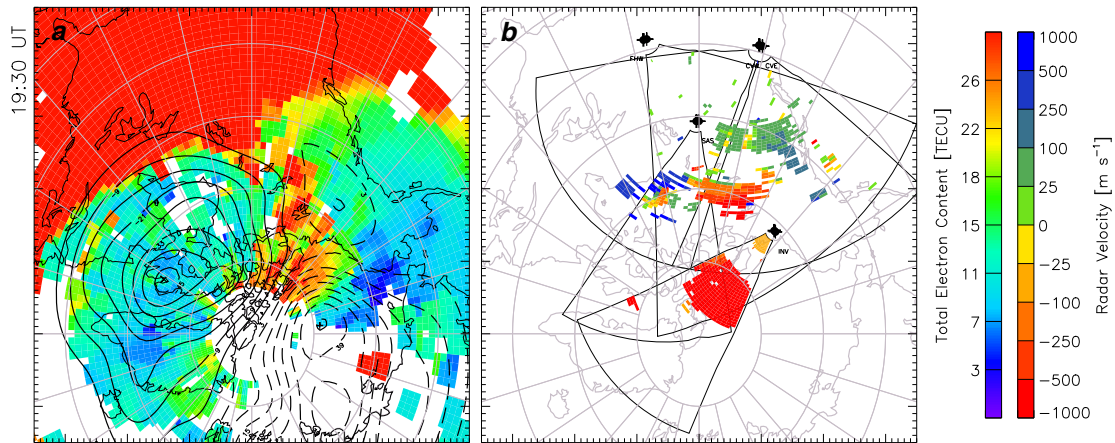 19:30 UT
a
b
FHW
CVW CVE
SAS
INV
Total Electron Content [TECU]
26
22
18
15
11
7
3
Radar Velocity [m s⁻¹]
1000
500
250
100
25
0
−25
−100
−250
−500
−1000